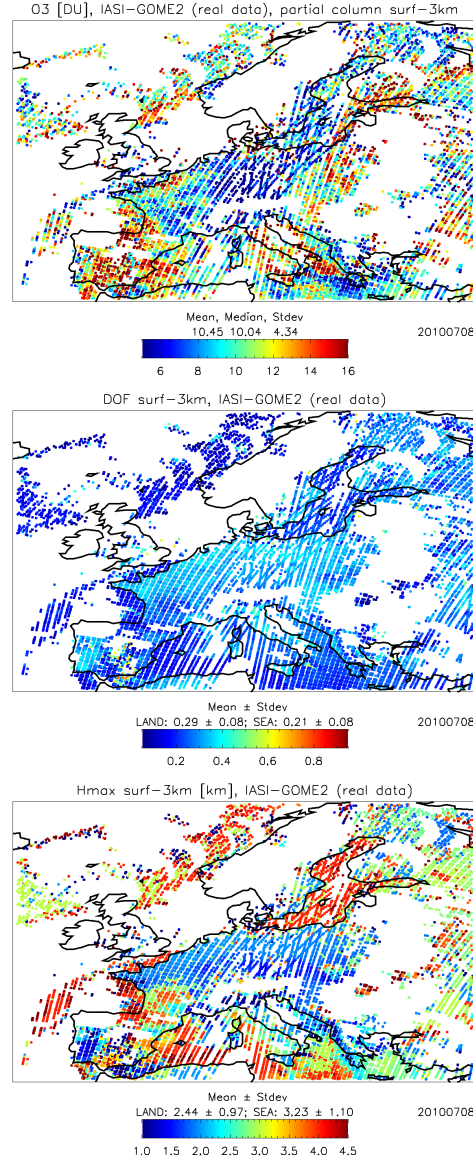 O3 [DU], IASI-GOME2 (real data), partial column surf-3km
Mean, Median, Stdev
10.45 10.04 4.34
20100708
6 8 10 12 14 16
DOF surf-3km, IASI-GOME2 (real data)
Mean ± Stdev
LAND: 0.29 ± 0.08; SEA: 0.21 ± 0.08
20100708
0.2 0.4 0.6 0.8
Hmax surf-3km [km], IASI-GOME2 (real data)
Mean ± Stdev
LAND: 2.44 ± 0.97; SEA: 3.23 ± 1.10
20100708
1.0 1.5 2.0 2.5 3.0 3.5 4.0 4.5